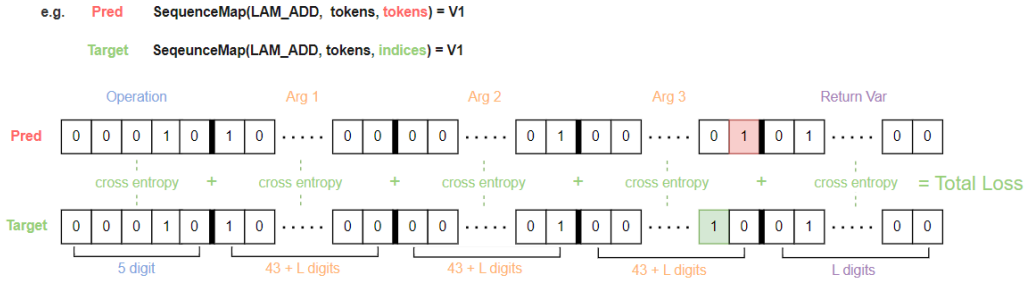 e.g. Pred SequenceMap(LAM_ADD, tokens, tokens) = V1
Target SeqeunceMap(LAM_ADD, tokens, indices) = V1
Operation Arg 1 Arg 2 Arg 3 Return Var
Pred 0 0 0 1 0 1 0 ..... 0 0 0 0 ..... 0 1 0 0 ..... 0 1 0 1 ..... 0 0
cross entropy + cross entropy + cross entropy + cross entropy + cross entropy = Total Loss
Target 0 0 0 1 0 1 0 ..... 0 0 0 0 ..... 0 1 0 0 ..... 1 0 0 1 ..... 0 0
5 digit 43 + L digits 43 + L digits 43 + L digits L digits